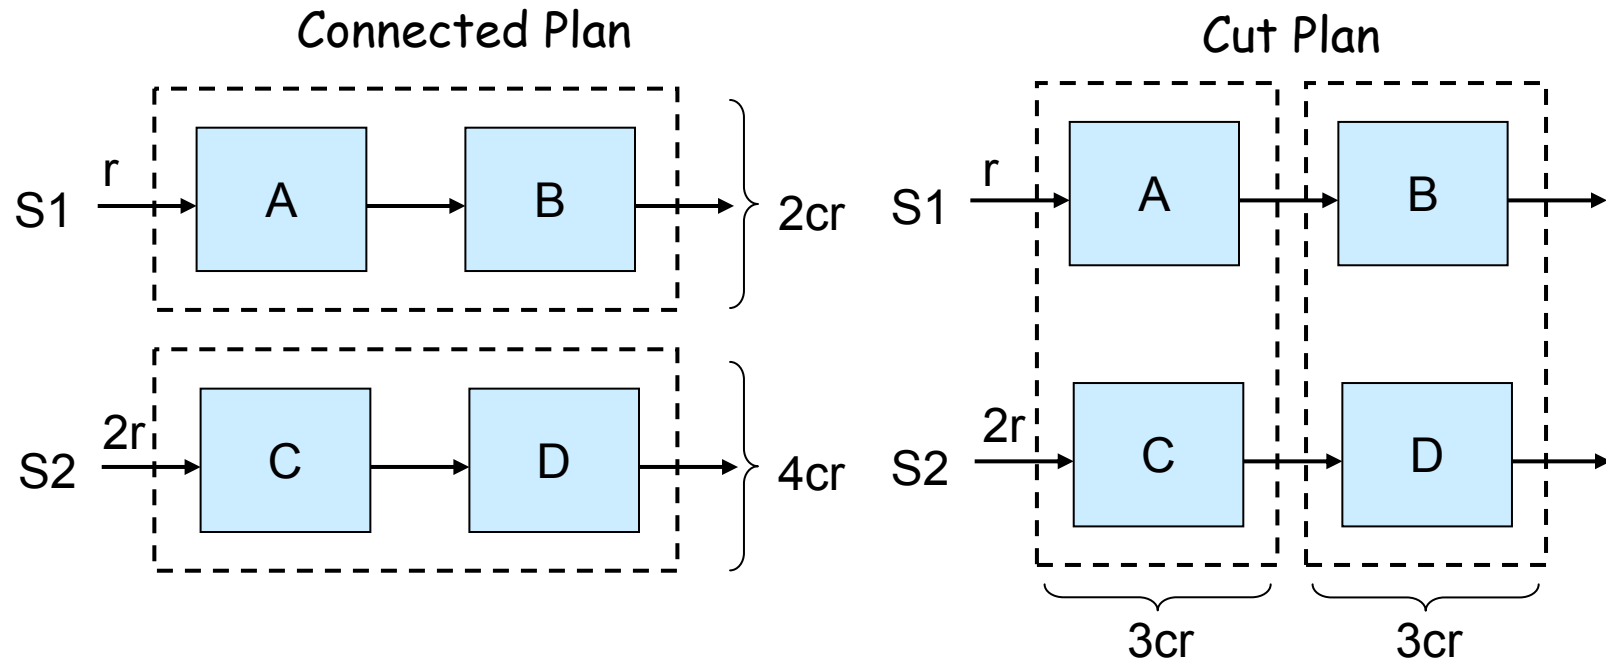 Connected Plan
r
S1
A
B
2cr
2r
S2
C
D
4cr
Cut Plan
r
S1
A
B
2r
S2
C
D
3cr
3cr